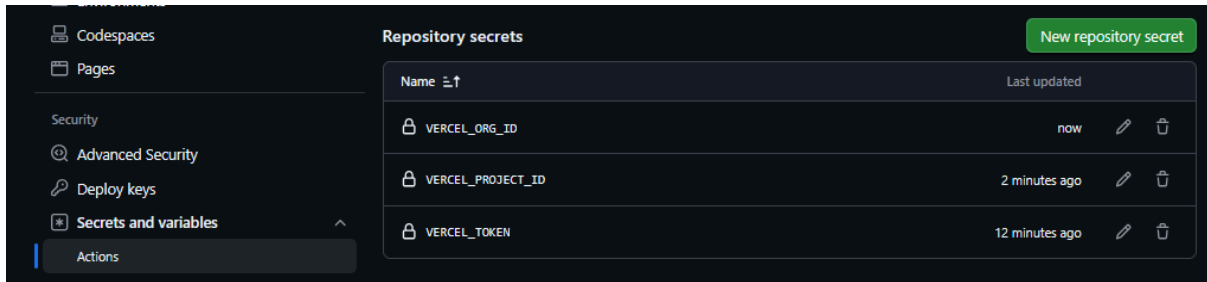 Codespaces
Pages
Security
Advanced Security
Deploy keys
Secrets and variables
Actions
Repository secrets
New repository secret
Name
Last updated
VERCEL_ORG_ID
now
VERCEL_PROJECT_ID
2 minutes ago
VERCEL_TOKEN
12 minutes ago